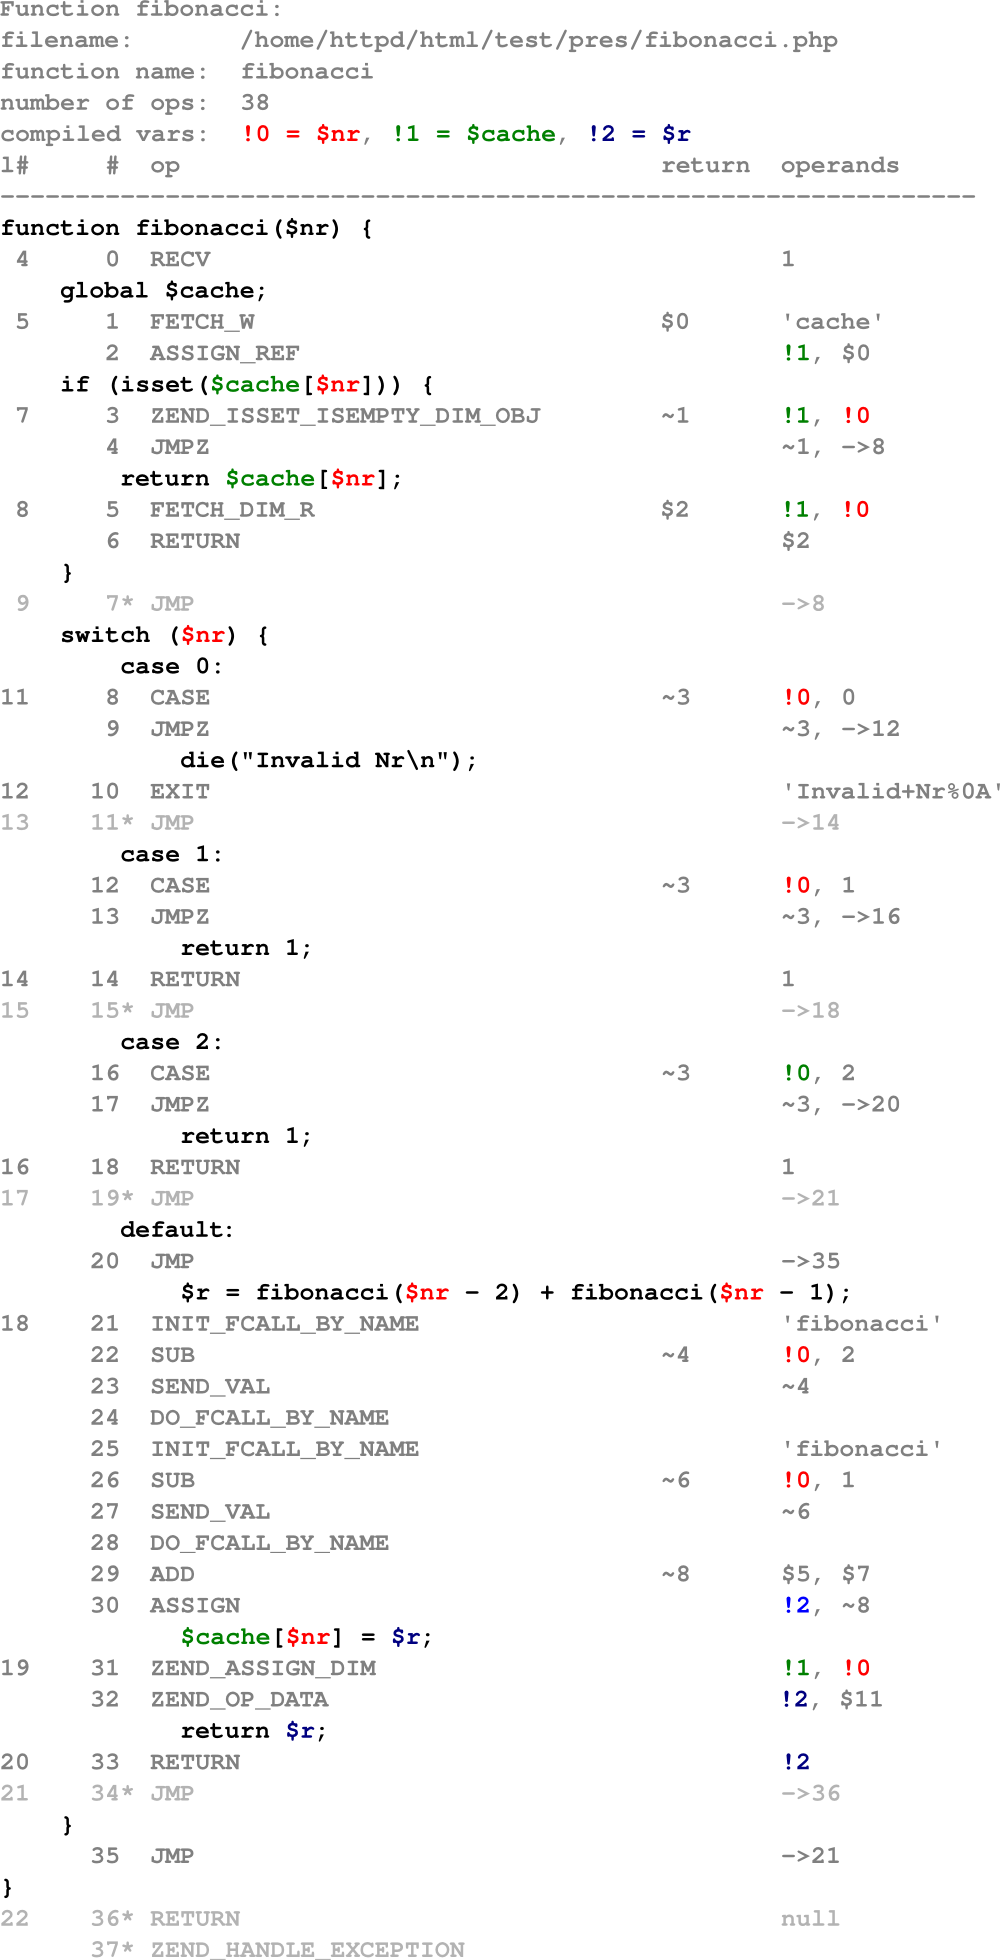 Function fibonacci:
filename:       /home/httpd/html/test/pres/fibonacci.php
function name:  fibonacci
number of ops:  38
compiled vars:  !0 = $nr, !1 = $cache, !2 = $r
l#     #  op                                return  operands
-----------------------------------------------------------------
function fibonacci($nr) {
 4     0  RECV                                      1
    global $cache;
 5     1  FETCH_W                           $0      'cache'
       2  ASSIGN_REF                                !1, $0
    if (isset($cache[$nr])) {
 7     3  ZEND_ISSET_ISEMPTY_DIM_OBJ        ~1      !1, !0
       4  JMPZ                                      ~1, ->8
        return $cache[$nr];
 8     5  FETCH_DIM_R                       $2      !1, !0
       6  RETURN                                    $2
    }
 9     7* JMP                                       ->8
    switch ($nr) {
        case 0:
11     8  CASE                              ~3      !0, 0
       9  JMPZ                                      ~3, ->12
            die("Invalid Nr\n");
12    10  EXIT                                      'Invalid+Nr%0A'
13    11* JMP                                       ->14
        case 1:
      12  CASE                              ~3      !0, 1
      13  JMPZ                                      ~3, ->16
            return 1;
14    14  RETURN                                    1
15    15* JMP                                       ->18
        case 2:
      16  CASE                              ~3      !0, 2
      17  JMPZ                                      ~3, ->20
            return 1;
16    18  RETURN                                    1
17    19* JMP                                       ->21
        default:
      20  JMP                                       ->35
            $r = fibonacci($nr - 2) + fibonacci($nr - 1);
18    21  INIT_FCALL_BY_NAME                        'fibonacci'
      22  SUB                               ~4      !0, 2
      23  SEND_VAL                                  ~4
      24  DO_FCALL_BY_NAME
      25  INIT_FCALL_BY_NAME                        'fibonacci'
      26  SUB                               ~6      !0, 1
      27  SEND_VAL                                  ~6
      28  DO_FCALL_BY_NAME
      29  ADD                               ~8      $5, $7
      30  ASSIGN                                    !2, ~8
            $cache[$nr] = $r;
19    31  ZEND_ASSIGN_DIM                           !1, !0
      32  ZEND_OP_DATA                              !2, $11
            return $r;
20    33  RETURN                                    !2
21    34* JMP                                       ->36
    }
      35  JMP                                       ->21
}
22    36* RETURN                                    null
      37* ZEND_HANDLE_EXCEPTION